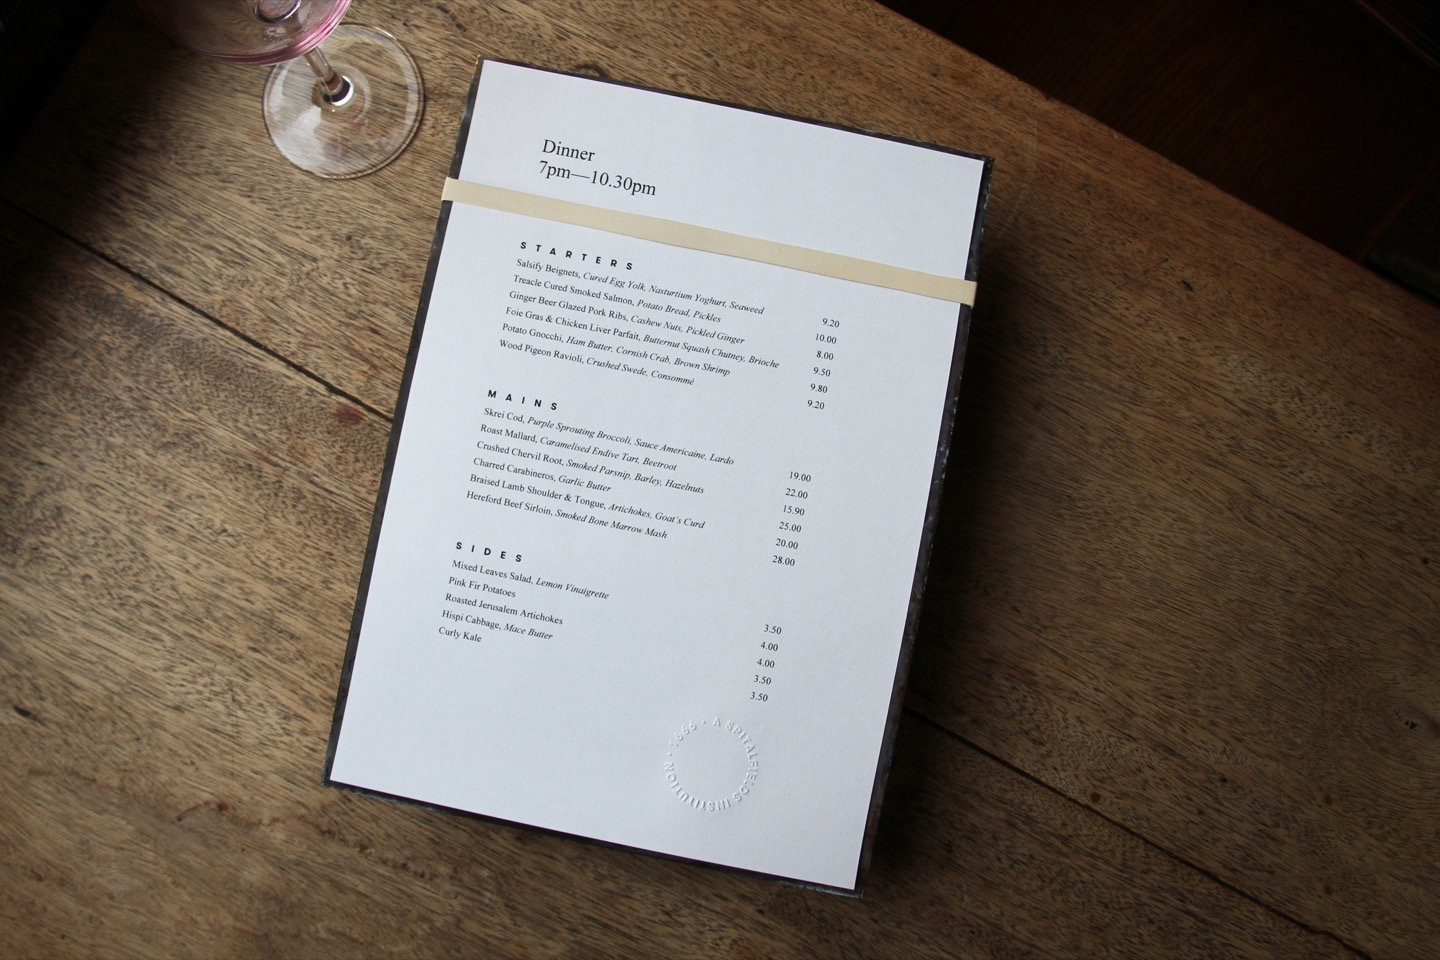 Dinner
7pm—10.30pm
STARTERS
Salsify Beignets, Cured Egg Yolk, Nasturtium Yoghurt, Seaweed 9.20
Treacle Cured Smoked Salmon, Potato Bread, Pickles 10.00
Ginger Beer Glazed Pork Ribs, Cashew Nuts, Pickled Ginger 8.00
Foie Gras & Chicken Liver Parfait, Butternut Squash Chutney, Brioche 9.50
Potato Gnocchi, Ham Butter, Cornish Crab, Brown Shrimp 9.80
Wood Pigeon Ravioli, Crushed Swede, Consommé 9.20
MAINS
Skrei Cod, Purple Sprouting Broccoli, Sauce Americaine, Lardo 19.00
Roast Mallard, Caramelised Endive Tart, Beetroot 22.00
Crushed Chervil Root, Smoked Parsnip, Barley, Hazelnuts 15.90
Charred Carabineros, Garlic Butter 25.00
Braised Lamb Shoulder & Tongue, Artichokes, Goat's Curd 20.00
Hereford Beef Sirloin, Smoked Bone Marrow Mash 28.00
SIDES
Mixed Leaves Salad, Lemon Vinaigrette 3.50
Pink Fir Potatoes 4.00
Roasted Jerusalem Artichokes 4.00
Hispi Cabbage, Mace Butter 3.50
Curly Kale 3.50
1666 · A SPITALFIELDS INSTITUTION ·